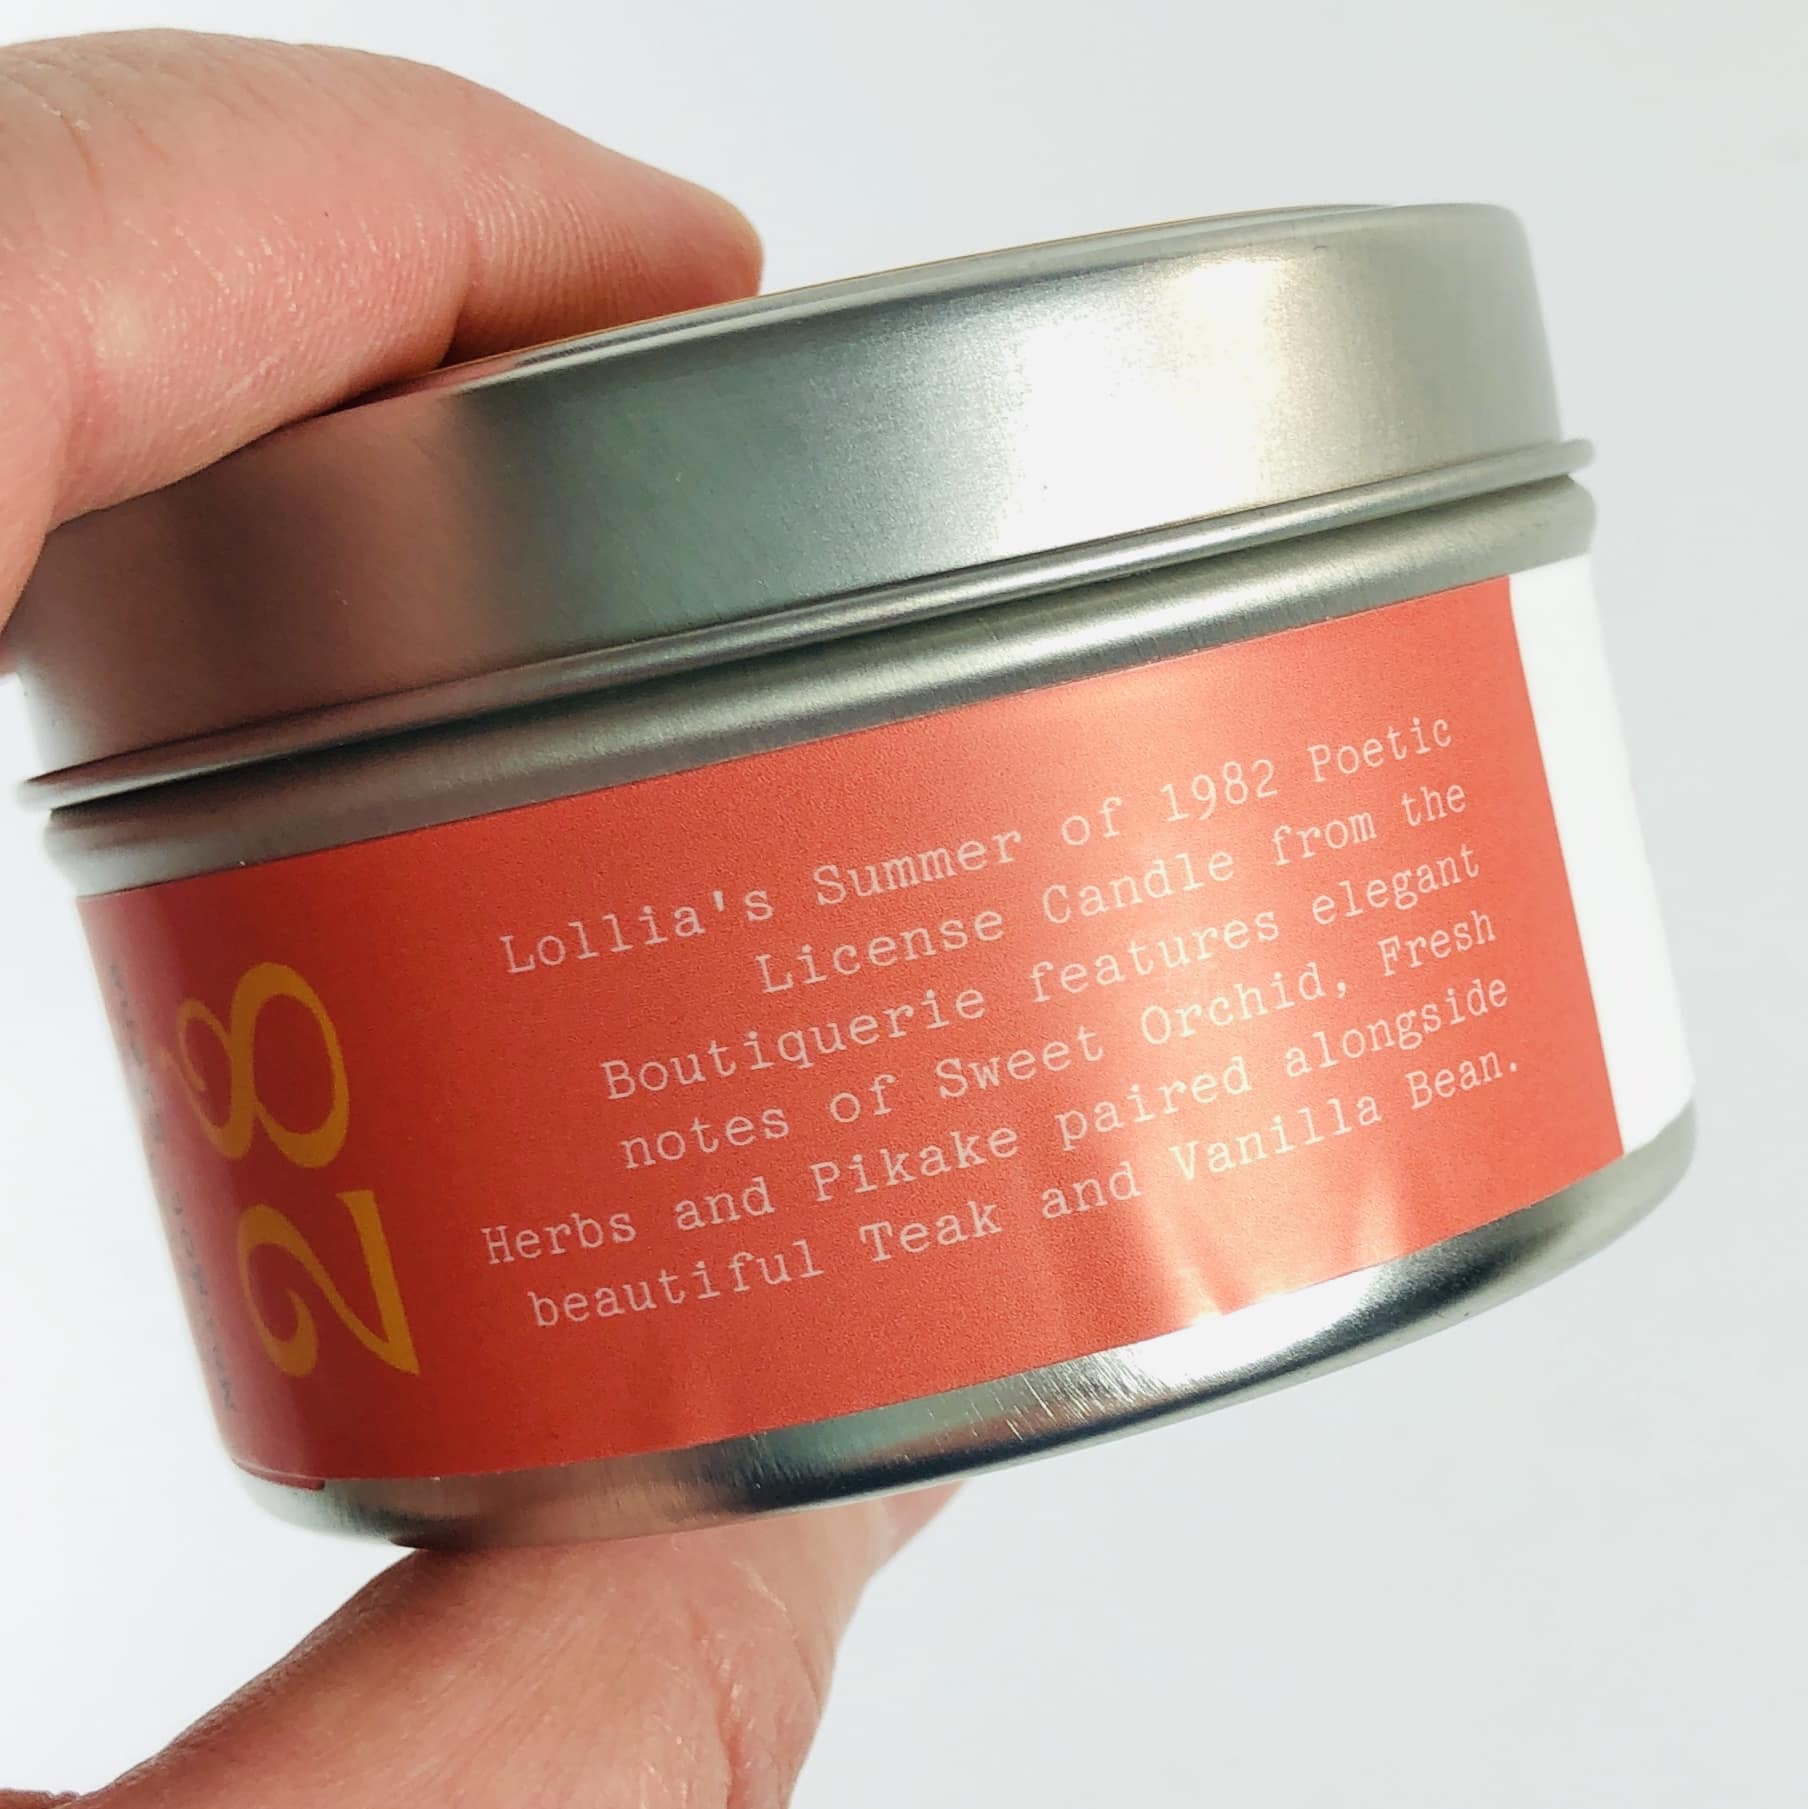 28
Lollia's Summer of 1982 Poetic
License Candle from the
Boutiquerie features elegant
notes of Sweet Orchid, Fresh
Herbs and Pikake paired alongside
beautiful Teak and Vanilla Bean.